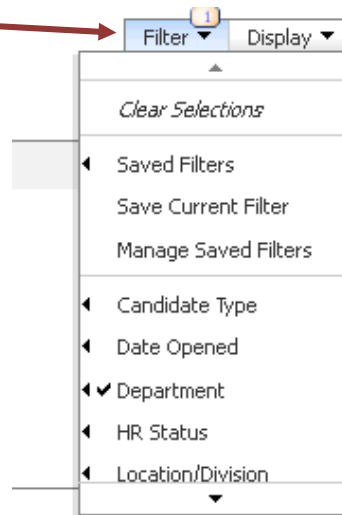 1
Filter Display
Clear Selections
Saved Filters
Save Current Filter
Manage Saved Filters
Candidate Type
Date Opened
Department
HR Status
Location/Division